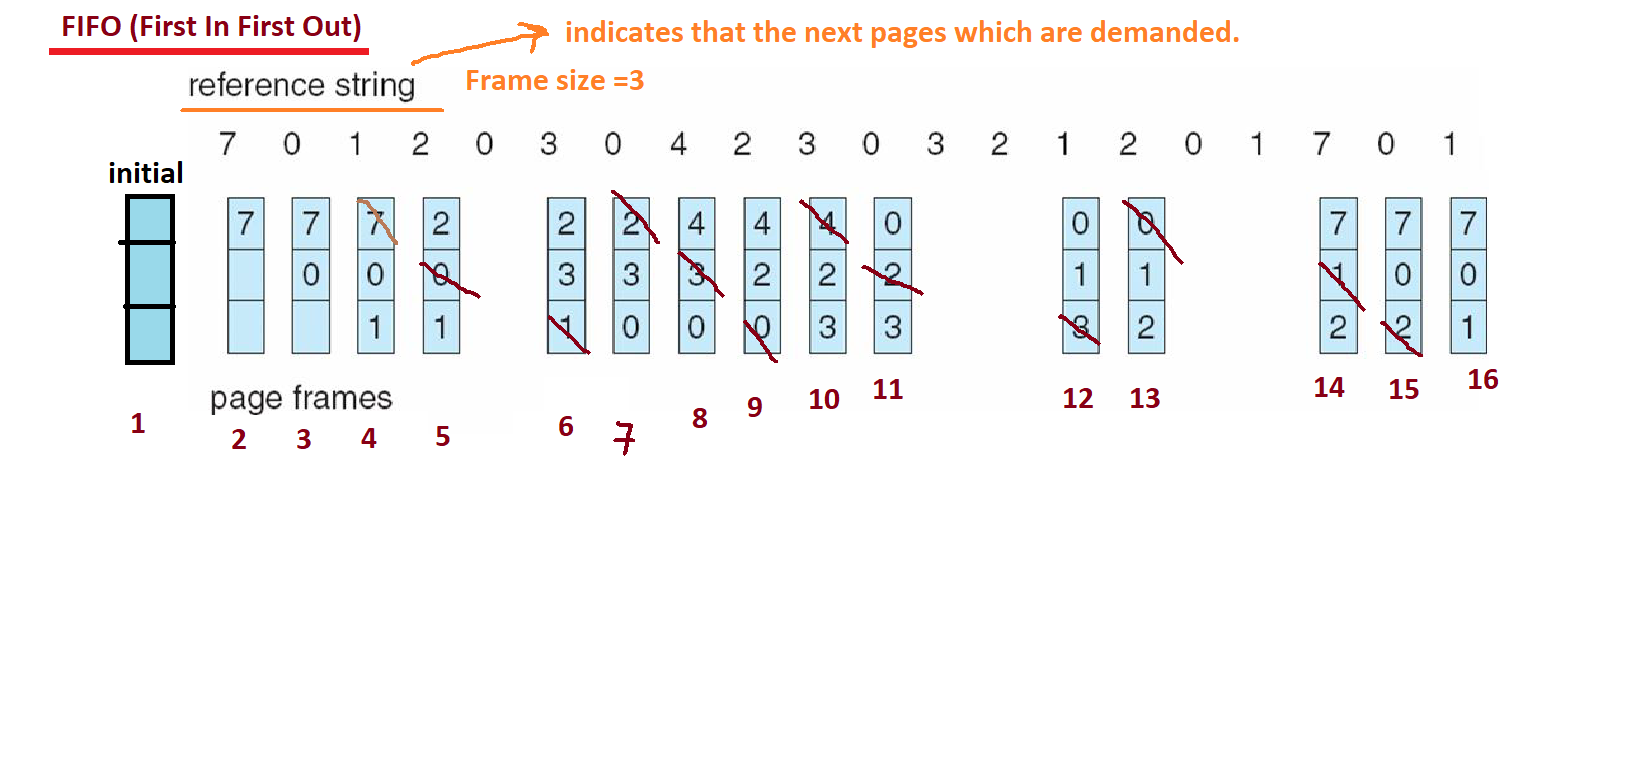 FIFO (First In First Out)
indicates that the next pages which are demanded.
reference string
Frame size =3
7 0 1 2 0 3 0 4 2 3 0 3 2 1 2 0 1 7 0 1
initial
7 7 7 2 2 2 4 4 4 0 0 0 7 7 7
0 0 0 3 3 3 2 2 2 1 1 1 0 0
1 1 1 0 0 0 3 3 3 2 2 2 1
page frames
1 2 3 4 5 6 7 8 9 10 11 12 13 14 15 16